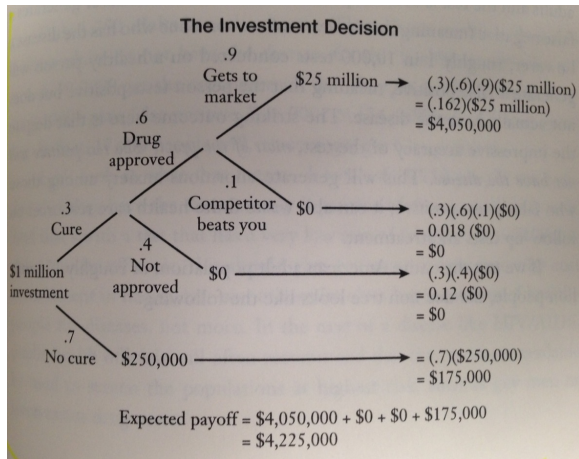 The Investment Decision
.9
Gets to
market
$25 million
= (.3)(.6)(.9)($25 million)
= (.162)($25 million)
= $4,050,000
.6
Drug
approved
.1
Competitor
beats you
$0
= (.3)(.6)(.1)($0)
= 0.018 ($0)
= $0
.3
Cure
.4
Not
approved
$0
= (.3)(.4)($0)
= 0.12 ($0)
= $0
$1 million
investment
.7
No cure
$250,000
= (.7)($250,000)
= $175,000
Expected payoff = $4,050,000 + $0 + $0 + $175,000
= $4,225,000